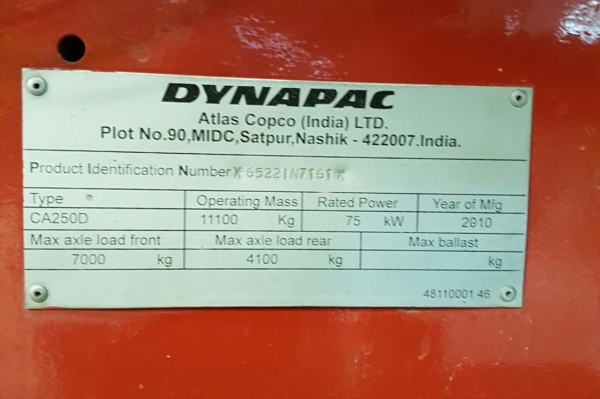 DYNAPAC
Atlas Copco (India) LTD.
Plot No.90,MIDC,Satpur,Nashik - 422007.India.
Product Identification Number X 65221N7161 X
Type Operating Mass Rated Power Year of Mfg
CA250D 11100 Kg 75 kW 2010
Max axle load front Max axle load rear Max ballast
7000 kg 4100 kg kg
4811000146